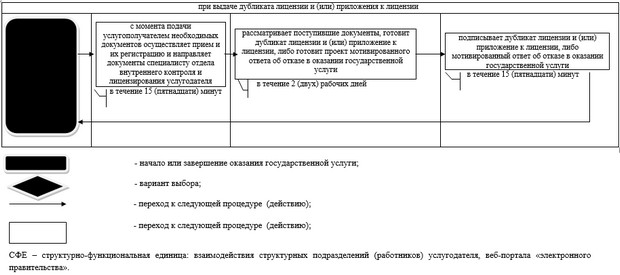 при выдаче дубликата лицензии и (или) приложения к лицензии
с момента подачи
услугополучателем необходимых
документов осуществляет прием и
их регистрацию и направляет
документы специалисту отдела
внутреннего контроля и
лицензирования услугодателя
в течение 15 (пятнадцати) минут
рассматривает поступившие документы, готовит
дубликат лицензии и (или) приложение к
лицензии, либо готовит проект мотивированного
ответа об отказе в оказании государственной
услуги
в течение 2 (двух) рабочих дней
подписывает дубликат лицензии и (или)
приложение к лицензии, либо
мотивированный ответ об отказе в оказании
государственной услуги
в течение 15 (пятнадцати) минут
- начало или завершение оказания государственной услуги;
- вариант выбора;
- переход к следующей процедуре (действию);
- переход к следующей процедуре (действию);
СФЕ – структурно-функциональная единица: взаимодействия структурных подразделений (работников) услугодателя, веб-портала «электронного
правительства».